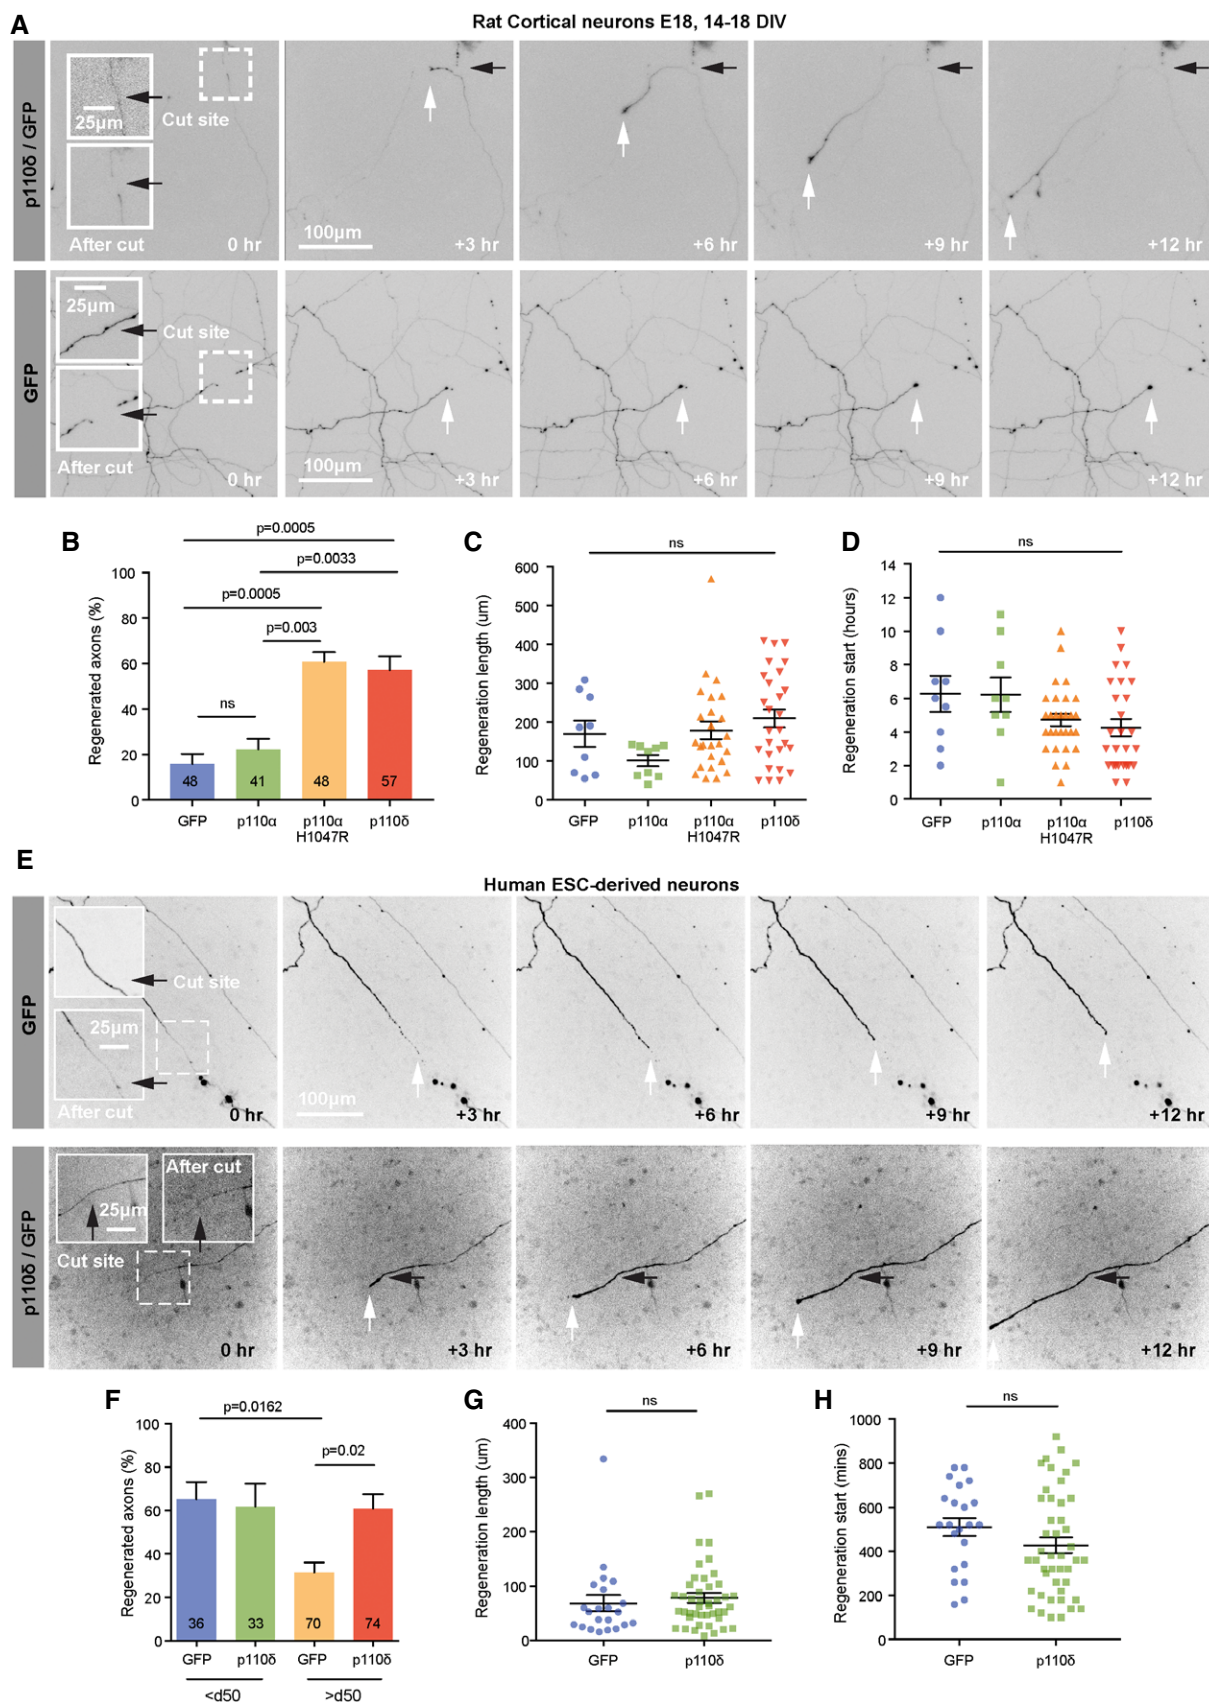 A
Rat Cortical neurons E18, 14-18 DIV
p110δ / GFP
25µm
Cut site
After cut
0 hr
100µm
+3 hr
+6 hr
+9 hr
+12 hr
GFP
25µm
Cut site
After cut
0 hr
100µm
+3 hr
+6 hr
+9 hr
+12 hr
B
p=0.0005
p=0.0033
p=0.0005
p=0.003
ns
Regenerated axons (%)
100
80
60
40
20
0
48
41
48
57
GFP
p110α
p110α
H1047R
p110δ
C
ns
Regeneration length (um)
600
500
400
300
200
100
0
GFP
p110α
p110α
H1047R
p110δ
D
ns
Regeneration start (hours)
14
12
10
8
6
4
2
0
GFP
p110α
p110α
H1047R
p110δ
E
Human ESC-derived neurons
GFP
Cut site
25µm
After cut
0 hr
100µm
+3 hr
+6 hr
+9 hr
+12 hr
p110δ / GFP
After cut
25µm
Cut site
0 hr
+3 hr
+6 hr
+9 hr
+12 hr
F
p=0.0162
p=0.02
Regenerated axons (%)
100
80
60
40
20
0
36
33
70
74
GFP
p110δ
GFP
p110δ
<d50
>d50
G
ns
Regeneration length (um)
400
300
200
100
0
GFP
p110δ
H
ns
Regeneration start (mins)
1000
800
600
400
200
0
GFP
p110δ